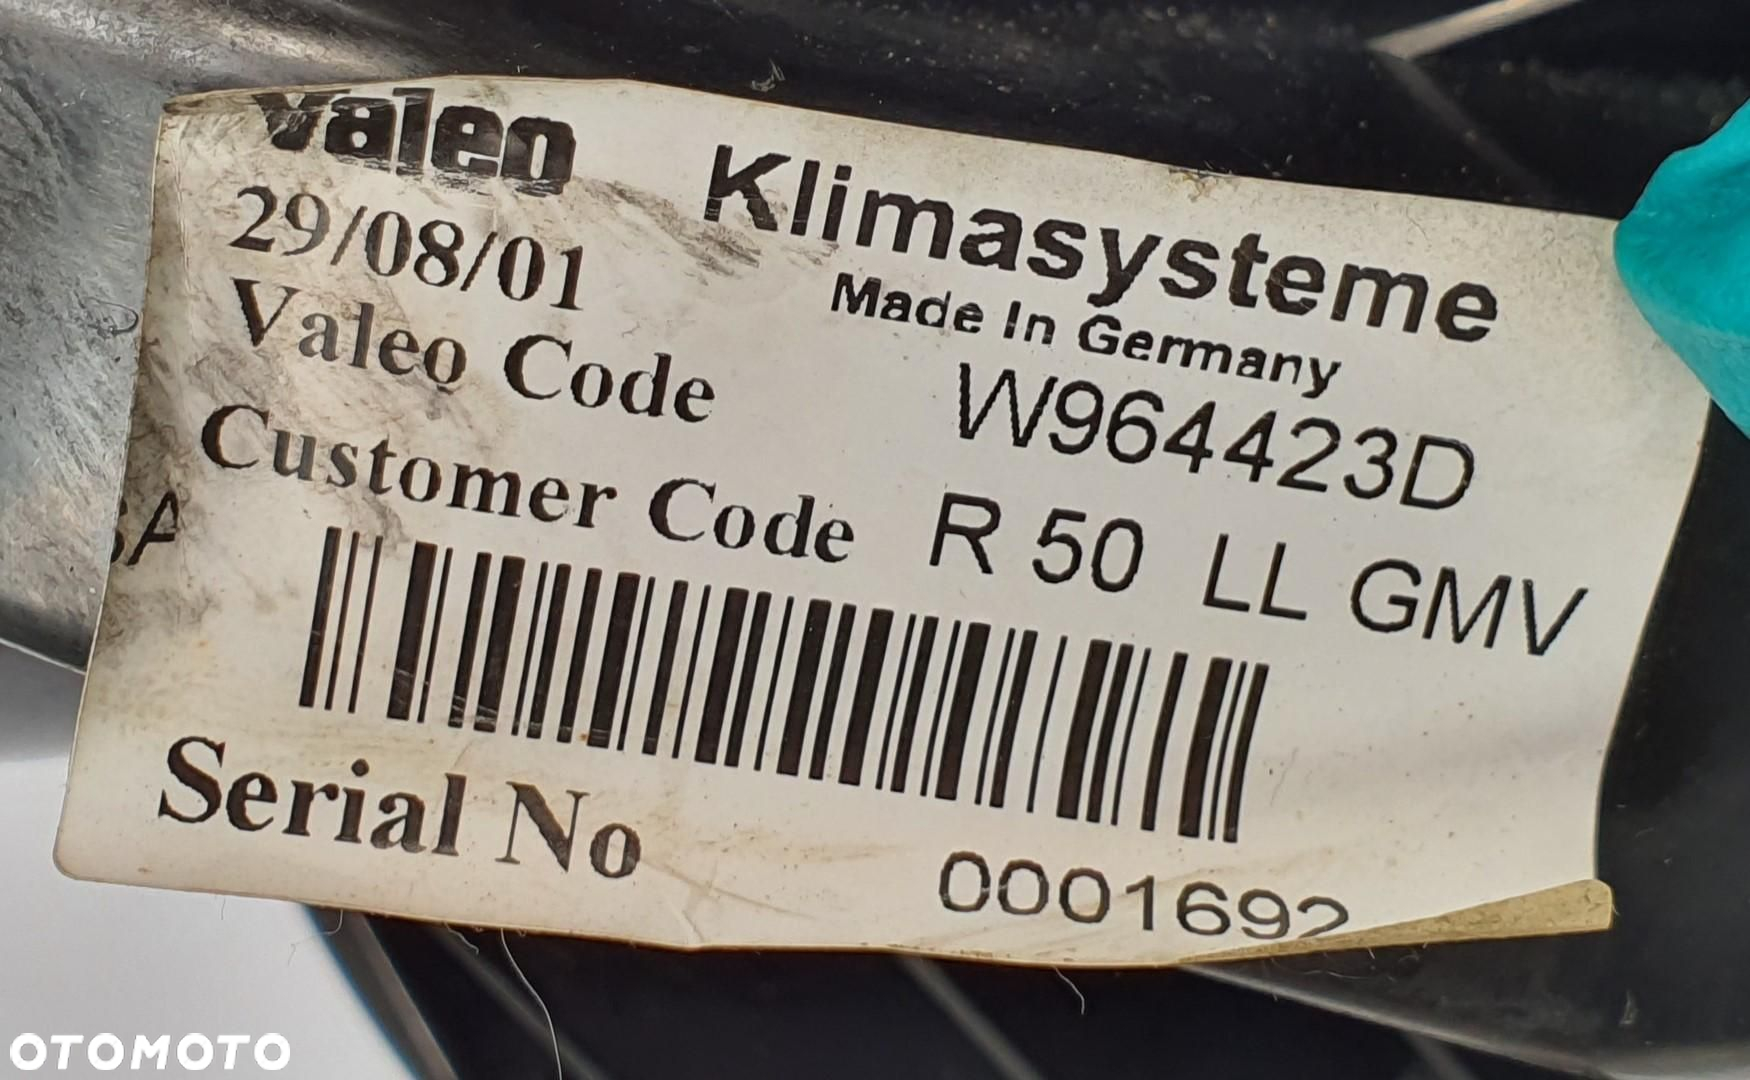 Valeo Klimasysteme
29/08/01 Made In Germany
Valeo Code W964423D
Customer Code R 50 LL GMV
Serial No 0001692
OTOMOTO